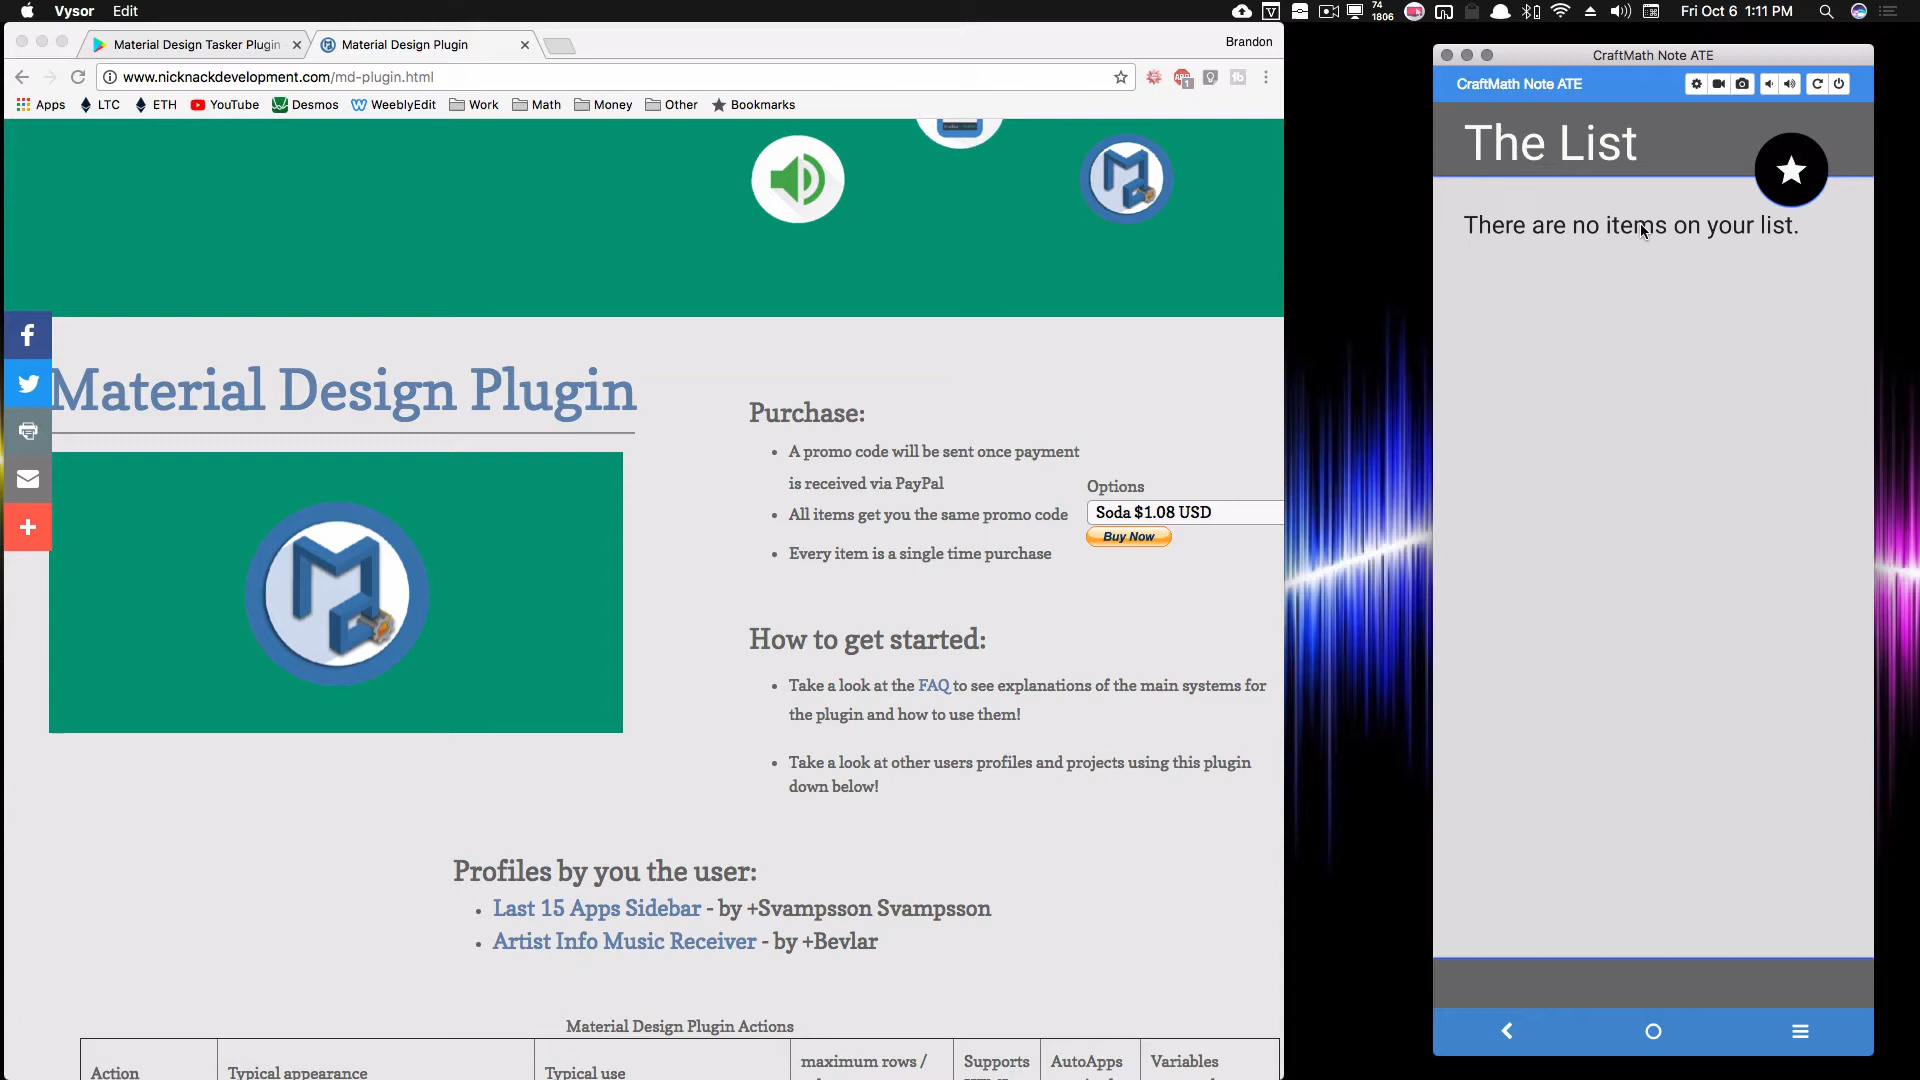 Vysor Edit
74
1806
Fri Oct 6 1:11 PM
Material Design Tasker Plugin
Material Design Plugin
Brandon
www.nicknackdevelopment.com/md-plugin.html
Apps LTC ETH YouTube Desmos WeeblyEdit Work Math Money Other Bookmarks
Material Design Plugin
Purchase:
A promo code will be sent once payment
is received via PayPal
All items get you the same promo code
Every item is a single time purchase
Options
Soda $1.08 USD
Buy Now
How to get started:
Take a look at the FAQ to see explanations of the main systems for
the plugin and how to use them!
Take a look at other users profiles and projects using this plugin
down below!
Profiles by you the user:
Last 15 Apps Sidebar - by +Svampsson Svampsson
Artist Info Music Receiver - by +Bevlar
Material Design Plugin Actions
Action
Typical appearance
Typical use
maximum rows /
Supports
AutoApps
Variables
CraftMath Note ATE
CraftMath Note ATE
The List
There are no items on your list.